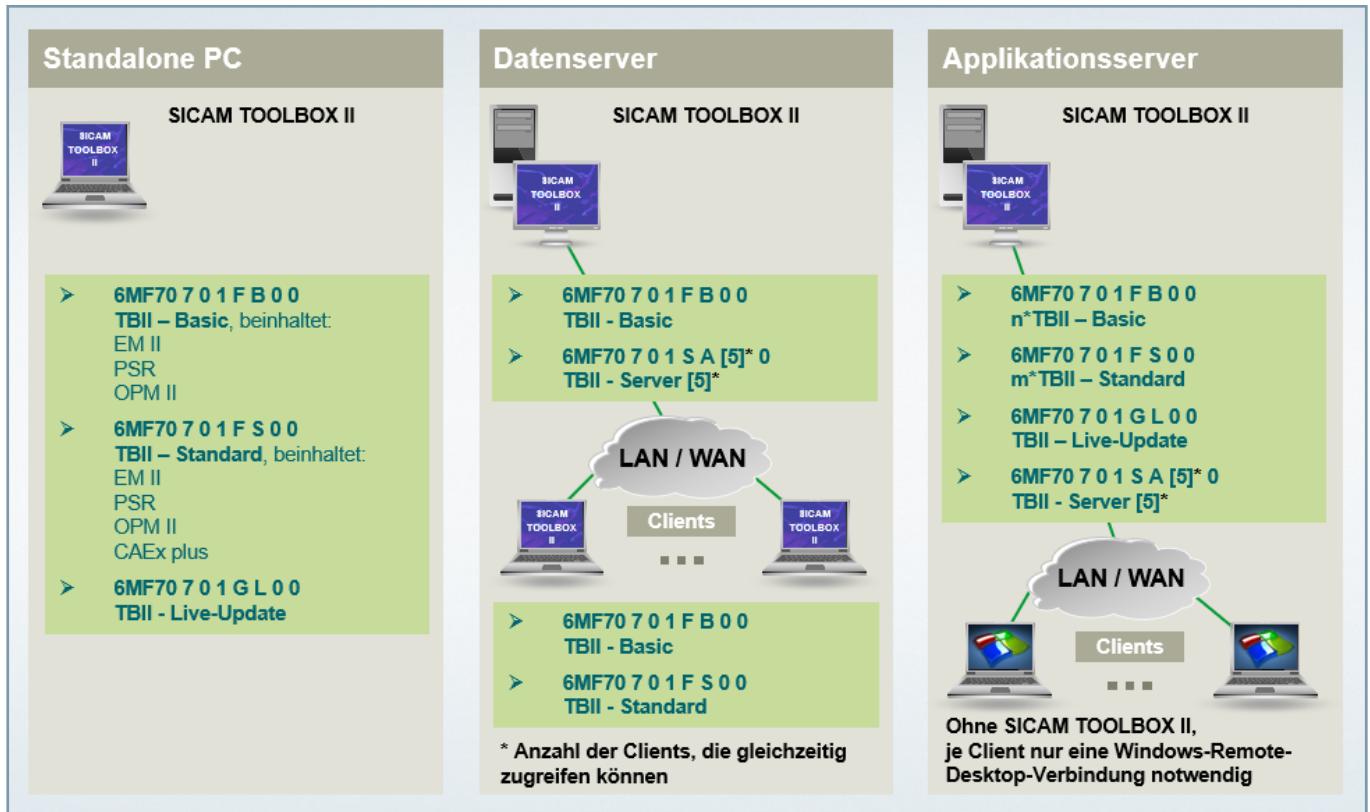 Standalone PC
SICAM TOOLBOX II
SICAM
TOOLBOX
II
➢ 6MF70 7 0 1 F B 0 0
TBII – Basic, beinhaltet:
EM II
PSR
OPM II
➢ 6MF70 7 0 1 F S 0 0
TBII – Standard, beinhaltet:
EM II
PSR
OPM II
CAEx plus
➢ 6MF70 7 0 1 G L 0 0
TBII - Live-Update
Datenserver
SICAM TOOLBOX II
SICAM
TOOLBOX
II
➢ 6MF70 7 0 1 F B 0 0
TBII - Basic
➢ 6MF70 7 0 1 S A [5]* 0
TBII - Server [5]*
LAN / WAN
SICAM
TOOLBOX
II
Clients
SICAM
TOOLBOX
II
➢ 6MF70 7 0 1 F B 0 0
TBII - Basic
➢ 6MF70 7 0 1 F S 0 0
TBII - Standard
* Anzahl der Clients, die gleichzeitig
zugreifen können
Applikationsserver
SICAM TOOLBOX II
SICAM
TOOLBOX
II
➢ 6MF70 7 0 1 F B 0 0
n*TBII – Basic
➢ 6MF70 7 0 1 F S 0 0
m*TBII – Standard
➢ 6MF70 7 0 1 G L 0 0
TBII – Live-Update
➢ 6MF70 7 0 1 S A [5]* 0
TBII - Server [5]*
LAN / WAN
Clients
Ohne SICAM TOOLBOX II,
je Client nur eine Windows-Remote-
Desktop-Verbindung notwendig